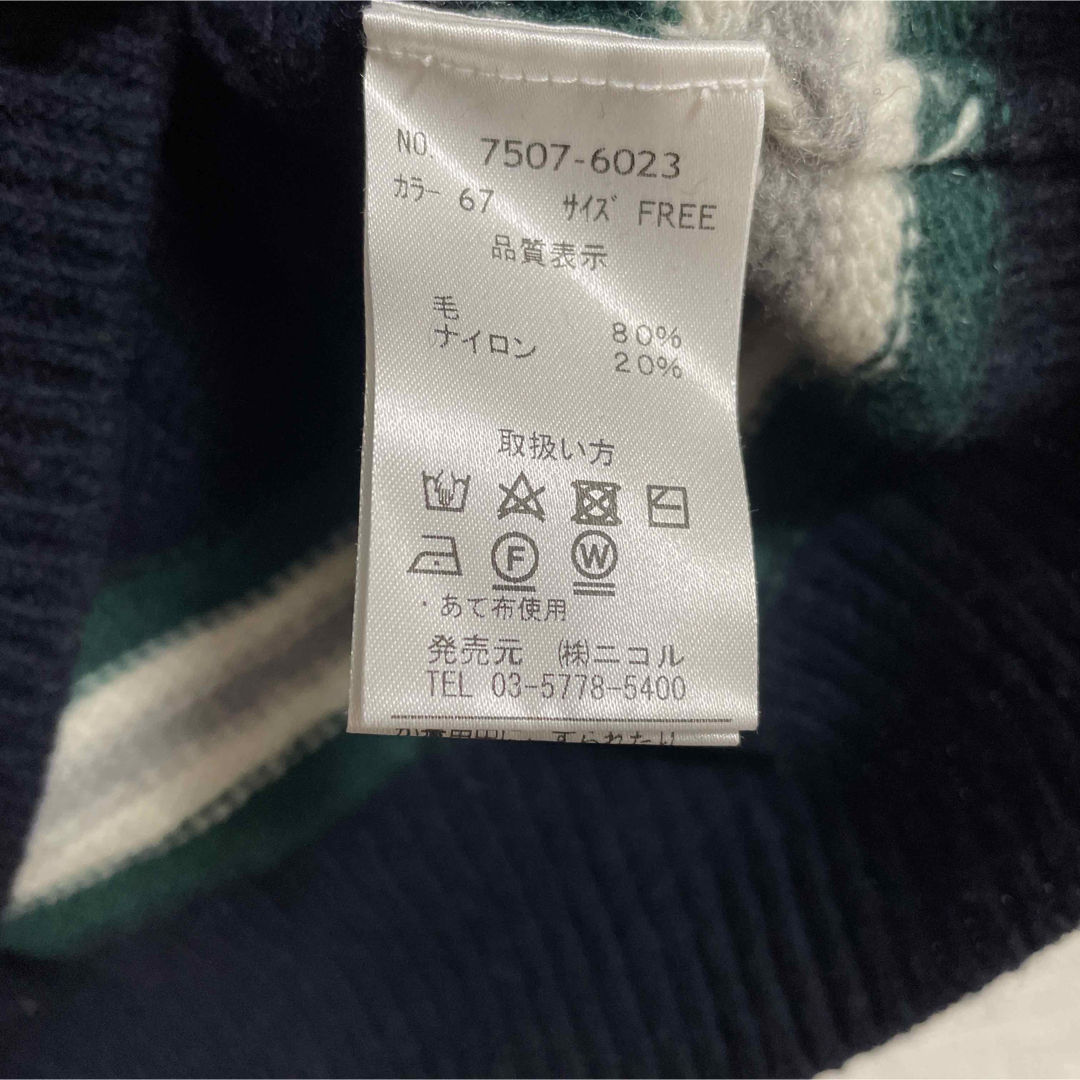 NO. 7507-6023
ｶﾗｰ 67 ｻｲｽﾞ FREE
品質表示
毛 80%
ナイロン 20%
取扱い方
F W
・あて布使用
発売元 ㈱ニコル
TEL 03-5778-5400